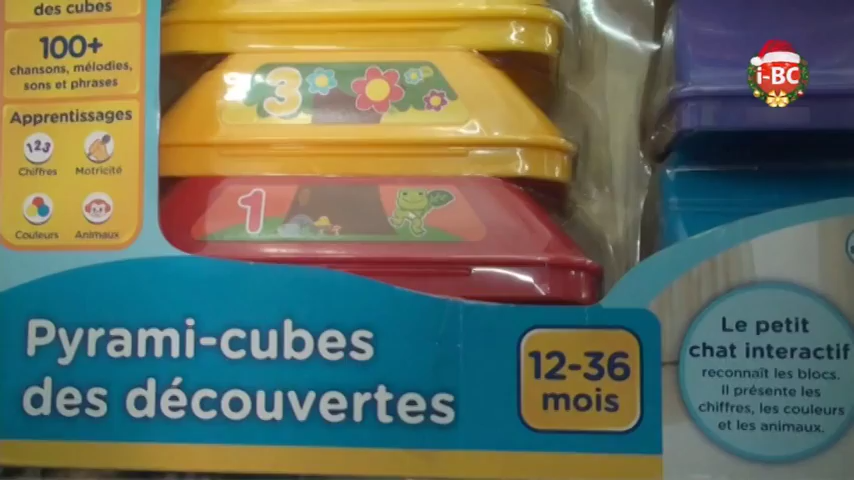 des cubes
100+
chansons, mélodies,
sons et phrases
Apprentissages
123
Chiffres
Motricité
Couleurs
Animaux
3
1
Pyrami-cubes
des découvertes
12-36
mois
Le petit
chat interactif
reconnaît les blocs.
Il présente les
chiffres, les couleurs
et les animaux.
i-BC